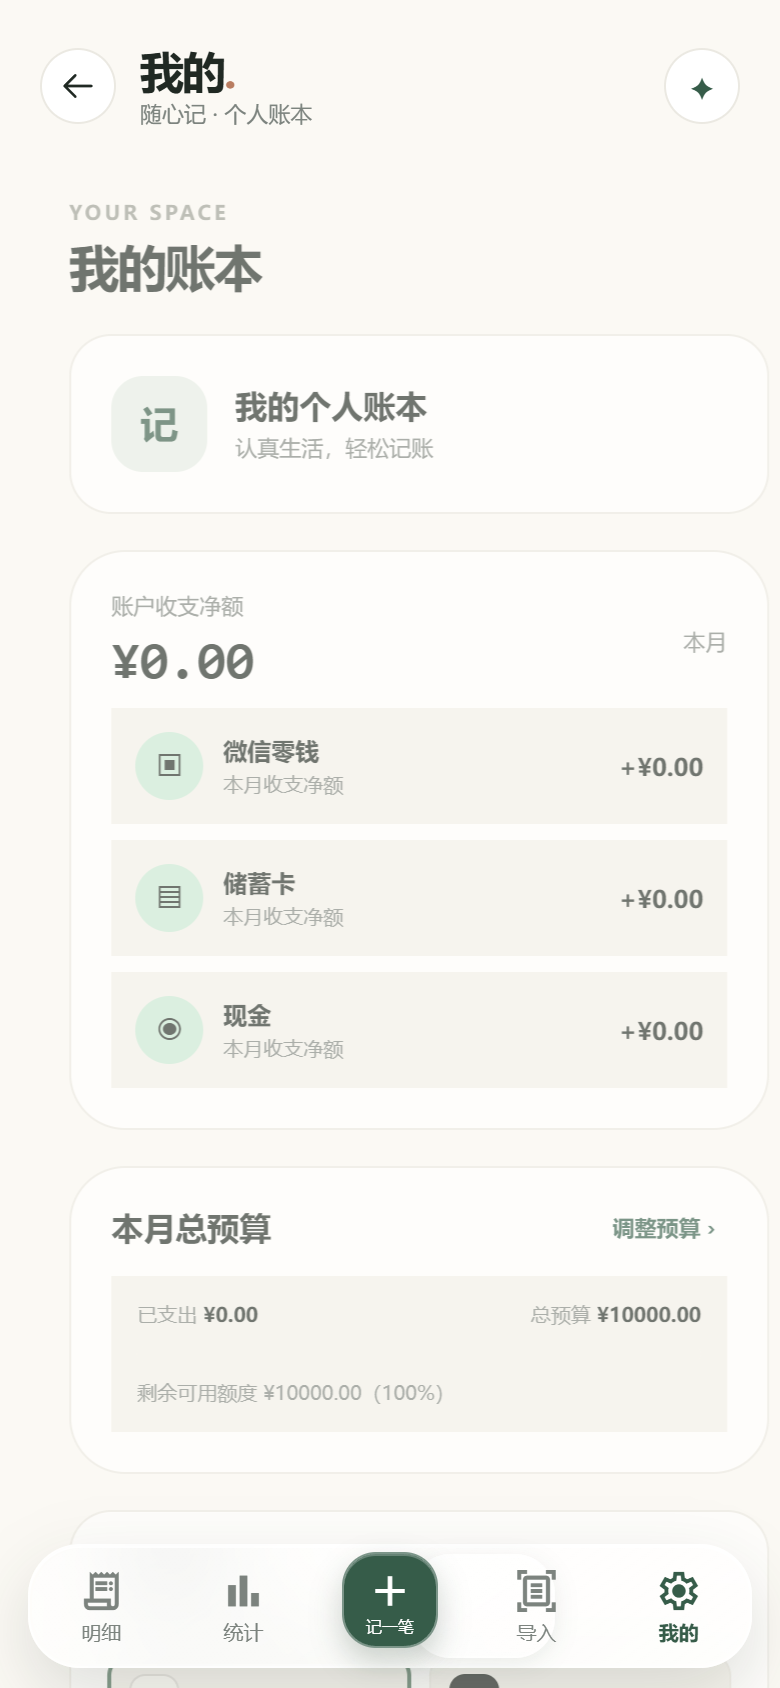 我的.
随心记 · 个人账本
YOUR SPACE
我的账本
记
我的个人账本
认真生活，轻松记账
账户收支净额
¥0.00
本月
微信零钱
本月收支净额
+¥0.00
储蓄卡
本月收支净额
+¥0.00
现金
本月收支净额
+¥0.00
本月总预算
调整预算 ›
已支出 ¥0.00
总预算 ¥10000.00
剩余可用额度 ¥10000.00（100%）
明细
统计
记一笔
导入
我的